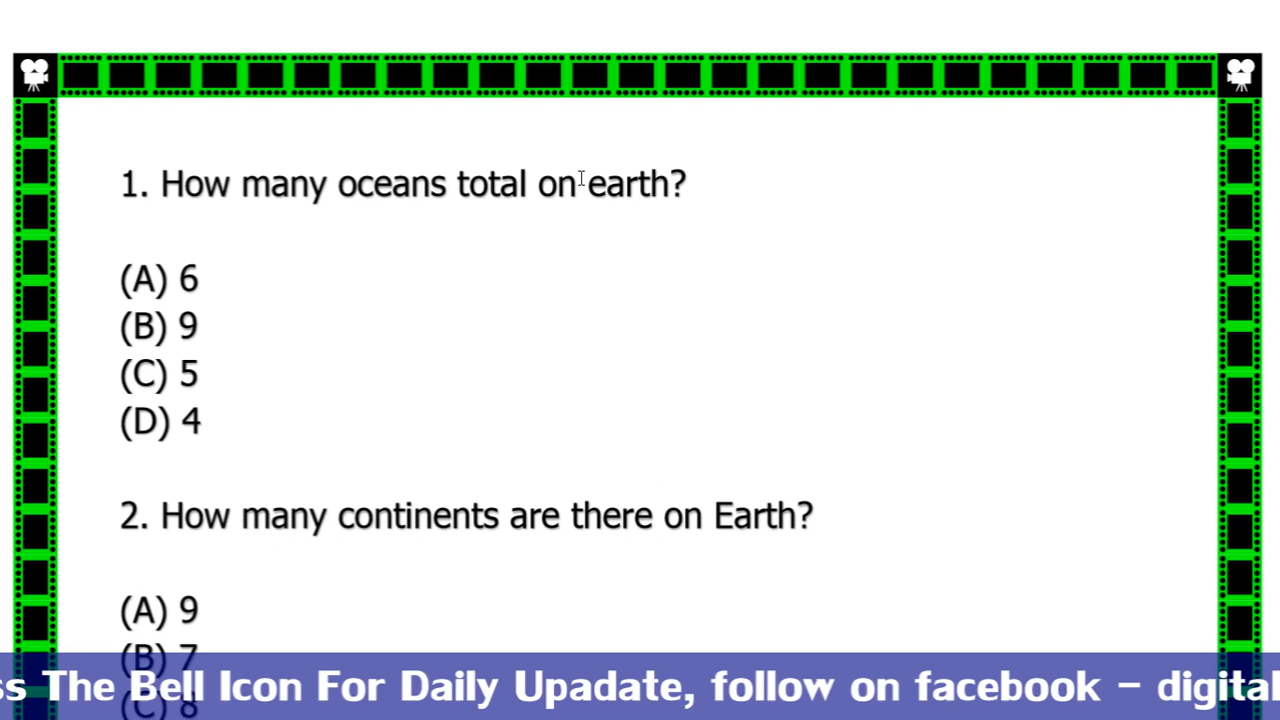 1. How many oceans total on earth?
(A) 6
(B) 9
(C) 5
(D) 4
2. How many continents are there on Earth?
(A) 9
(B) 7
(C) 8
ss The Bell Icon For Daily Upadate, follow on facebook - digital